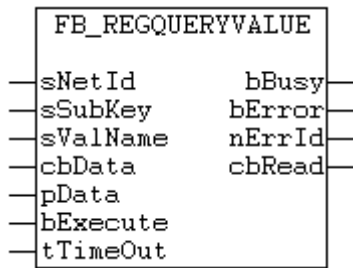 FB_REGQUERYVALUE
sNetId bBusy
sSubKey bError
sValName nErrId
cbData cbRead
pData
bExecute
tTimeOut